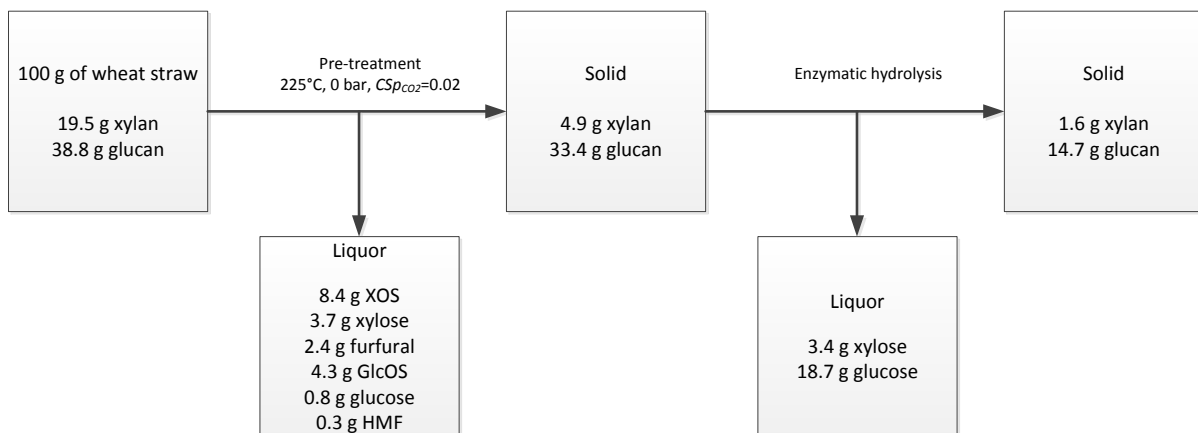 100 g of wheat straw
19.5 g xylan
38.8 g glucan
Pre-treatment
225°C, 0 bar, CSpCO2=0.02
Solid
4.9 g xylan
33.4 g glucan
Enzymatic hydrolysis
Solid
1.6 g xylan
14.7 g glucan
Liquor
8.4 g XOS
3.7 g xylose
2.4 g furfural
4.3 g GlcOS
0.8 g glucose
0.3 g HMF
Liquor
3.4 g xylose
18.7 g glucose